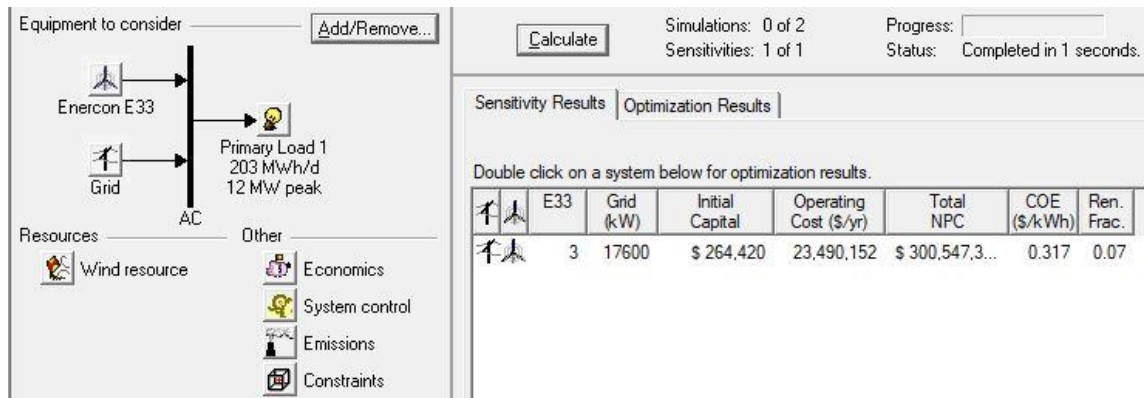 Equipment to consider
Add/Remove...
Enercon E33
Grid
AC
Primary Load 1
203 MWh/d
12 MW peak
Resources
Other
Wind resource
Economics
System control
Emissions
Constraints
Calculate
Simulations: 0 of 2
Sensitivities: 1 of 1
Progress:
Status: Completed in 1 seconds.
Sensitivity Results
Optimization Results
Double click on a system below for optimization results.
E33 Grid (kW) Initial Capital Operating Cost ($/yr) Total NPC COE ($/kWh) Ren. Frac.
3 17600 $ 264,420 23,490,152 $ 300,547,3... 0.317 0.07